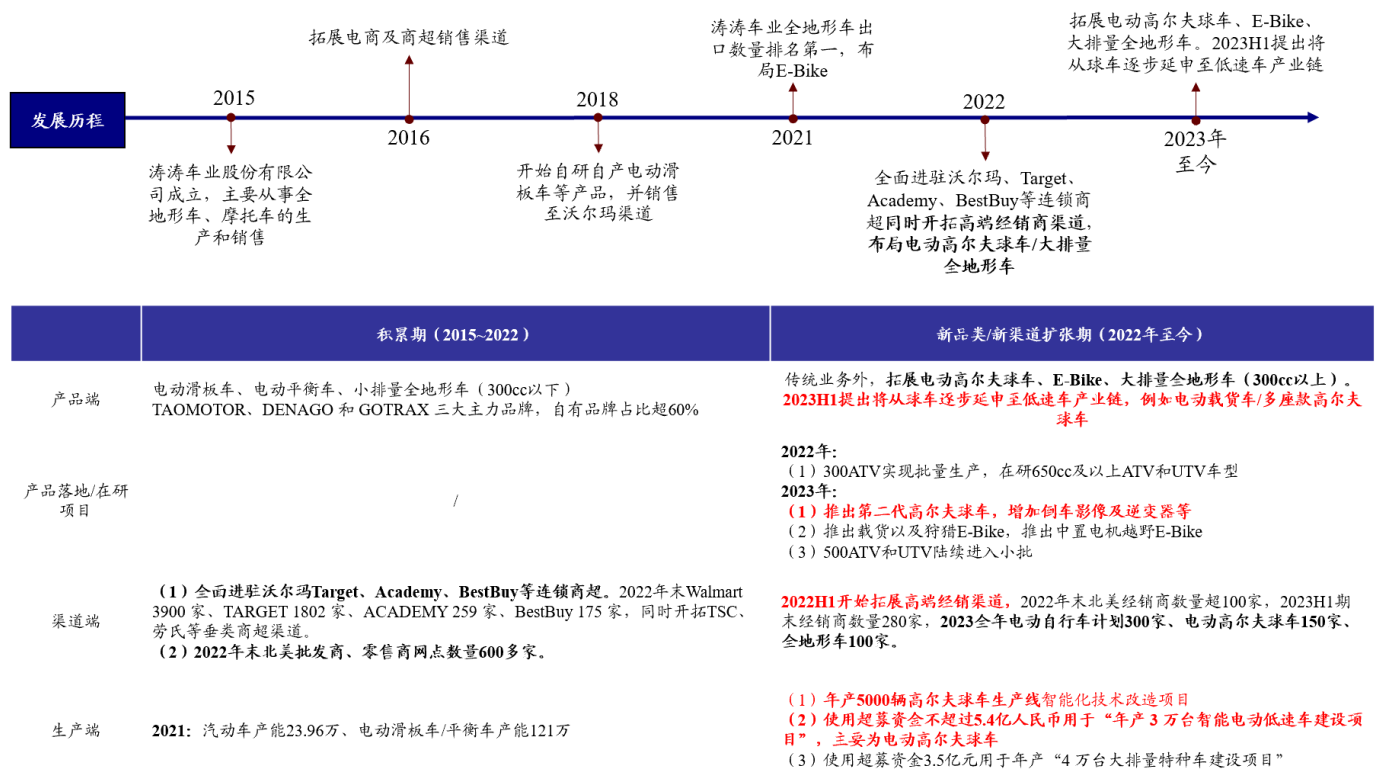 发展历程
2015
涛涛车业股份有限公
司成立，主要从事全
地形车、摩托车的生
产和销售
拓展电商及商超销售渠道
2016
2018
开始自研自产电动滑
板车等产品，并销售
至沃尔玛渠道
涛涛车业全地形车出
口数量排名第一，布
局E-Bike
2021
2022
全面进驻沃尔玛、Target、
Academy、BestBuy等连锁商
超同时开拓高端经销商渠道，
布局电动高尔夫球车/大排量
全地形车
拓展电动高尔夫球车、E-Bike、
大排量全地形车。2023H1提出将
从球车逐步延申至低速车产业链
2023年
至今
积累期（2015~2022）
新品类/新渠道扩张期（2022年至今）
产品端
电动滑板车、电动平衡车、小排量全地形车（300cc以下）
TAOMOTOR、DENAGO 和 GOTRAX 三大主力品牌，自有品牌占比超60%
传统业务外，拓展电动高尔夫球车、E-Bike、大排量全地形车（300cc以上）。
2023H1提出将从球车逐步延申至低速车产业链，例如电动载货车/多座款高尔夫
球车
产品落地/在研
项目
/
2022年：
（1）300ATV实现批量生产，在研650cc及以上ATV和UTV车型
2023年：
（1）推出第二代高尔夫球车，增加倒车影像及逆变器等
（2）推出载货以及狩猎E-Bike，推出中置电机越野E-Bike
（3）500ATV和UTV陆续进入小批
渠道端
（1）全面进驻沃尔玛Target、Academy、BestBuy等连锁商超。2022年末Walmart
3900 家、TARGET 1802 家、ACADEMY 259 家、BestBuy 175 家，同时开拓TSC、
劳氏等垂类商超渠道。
（2）2022年末北美批发商、零售商网点数量600多家。
2022H1开始拓展高端经销渠道，2022年末北美经销商数量超100家，2023H1期
末经销商数量280家，2023全年电动自行车计划300家、电动高尔夫球车150家、
全地形车100家。
生产端
2021：汽动车产能23.96万、电动滑板车/平衡车产能121万
（1）年产5000辆高尔夫球车生产线智能化技术改造项目
（2）使用超募资金不超过5.4亿人民币用于“年产 3 万台智能电动低速车建设项
目”，主要为电动高尔夫球车
（3）使用超募资金3.5亿元用于年产“4 万台大排量特种车建设项目”